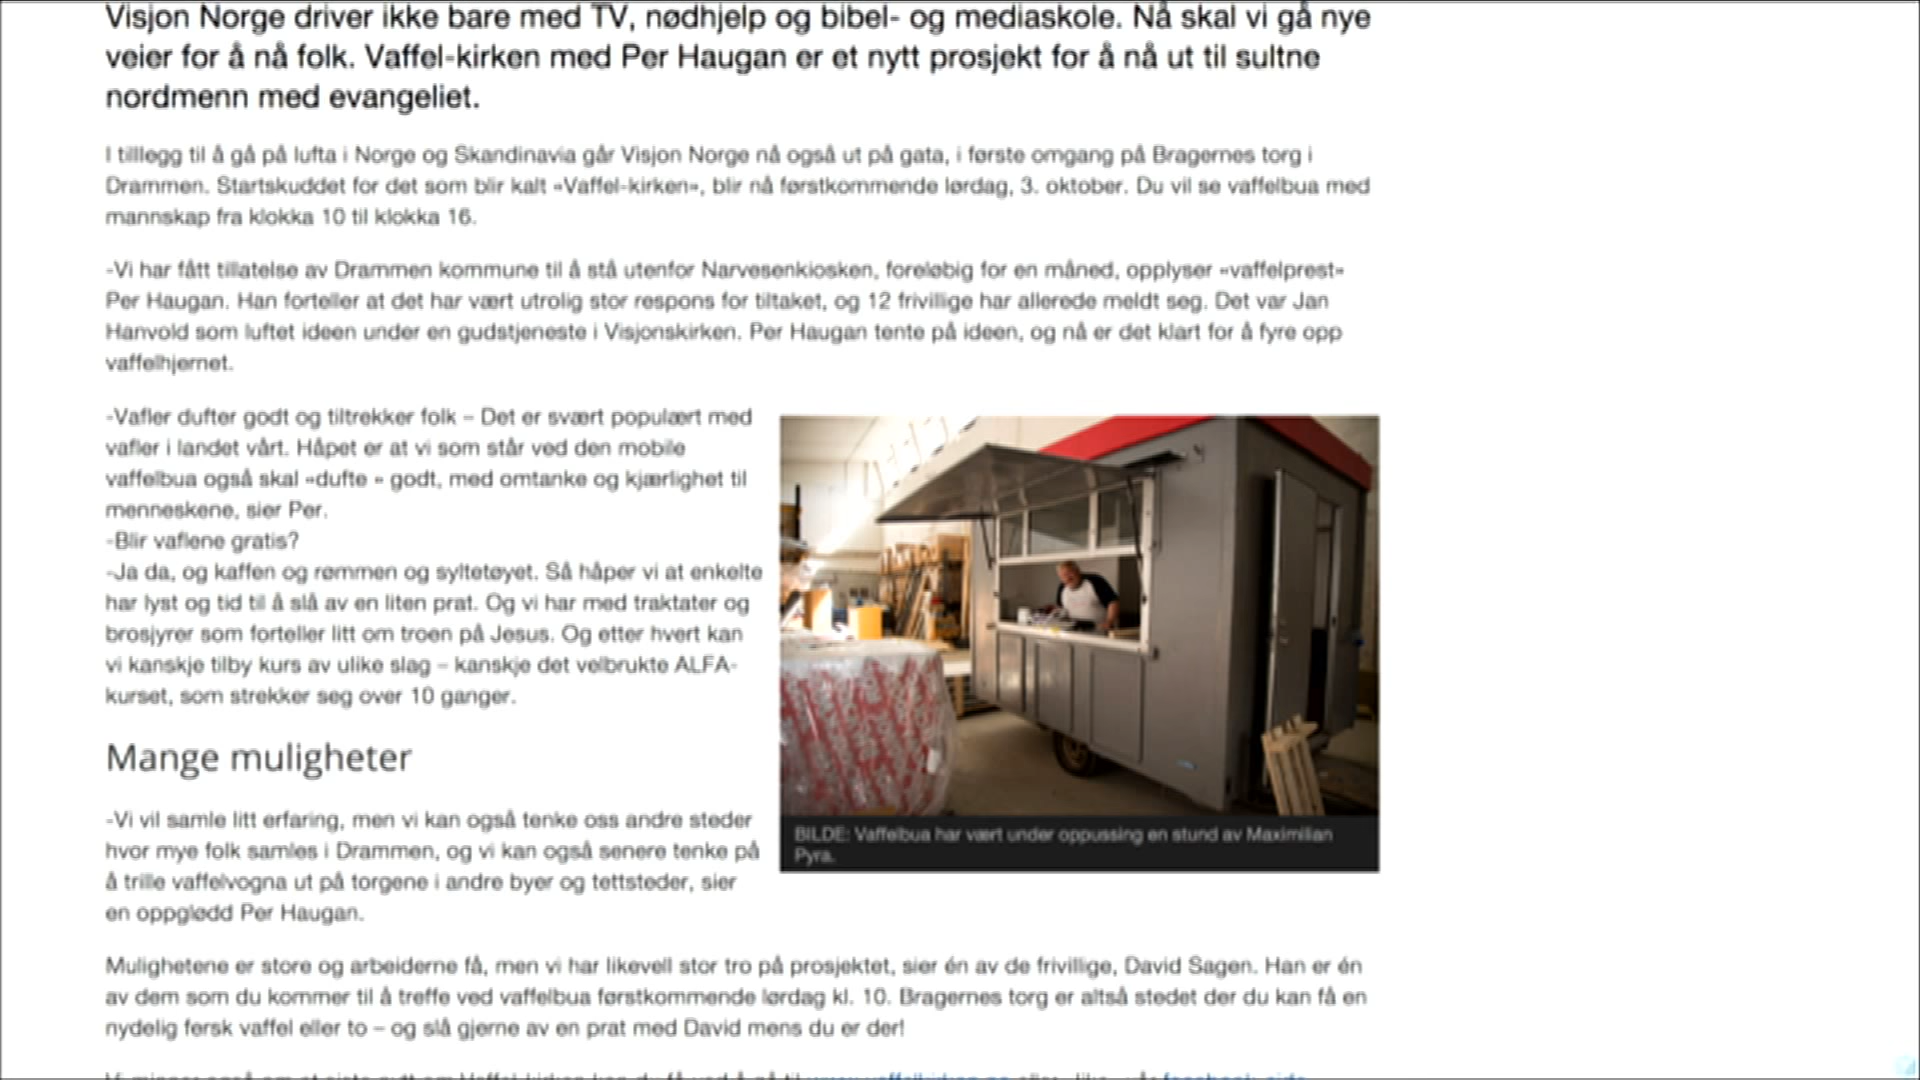 Visjon Norge driver ikke bare med TV, nødhjelp og bibel- og mediaskole. Nå skal vi gå nye
veier for å nå folk. Vaffel-kirken med Per Haugan er et nytt prosjekt for å nå ut til sultne
nordmenn med evangeliet.
I tilllegg til å gå på lufta i Norge og Skandinavia går Visjon Norge nå også ut på gata, i første omgang på Bragernes torg i
Drammen. Startskuddet for det som blir kalt «Vaffel-kirken», blir nå førstkommende lørdag, 3. oktober. Du vil se vaffelbua med
mannskap fra klokka 10 til klokka 16.
-Vi har fått tillatelse av Drammen kommune til å stå utenfor Narvesenkiosken, foreløbig for en måned, opplyser «vaffelprest»
Per Haugan. Han forteller at det har vært utrolig stor respons for tiltaket, og 12 frivillige har allerede meldt seg. Det var Jan
Hanvold som luftet ideen under en gudstjeneste i Visjonskirken. Per Haugan tente på ideen, og nå er det klart for å fyre opp
vaffelhjernet.
-Vafler dufter godt og tiltrekker folk – Det er svært populært med
vafler i landet vårt. Håpet er at vi som står ved den mobile
vaffelbua også skal «dufte « godt, med omtanke og kjærlighet til
menneskene, sier Per.
-Blir vaflene gratis?
-Ja da, og kaffen og rømmen og syltetøyet. Så håper vi at enkelte
har lyst og tid til å slå av en liten prat. Og vi har med traktater og
brosjyrer som forteller litt om troen på Jesus. Og etter hvert kan
vi kanskje tilby kurs av ulike slag – kanskje det velbrukte ALFA-
kurset, som strekker seg over 10 ganger.
BILDE: Vaffelbua har vært under oppussing en stund av Maximilian
Pyra.
Mange muligheter
-Vi vil samle litt erfaring, men vi kan også tenke oss andre steder
hvor mye folk samles i Drammen, og vi kan også senere tenke på
å trille vaffelvogna ut på torgene i andre byer og tettsteder, sier
en oppglødd Per Haugan.
Mulighetene er store og arbeiderne få, men vi har likevell stor tro på prosjektet, sier én av de frivillige, David Sagen. Han er én
av dem som du kommer til å treffe ved vaffelbua førstkommende lørdag kl. 10. Bragernes torg er altså stedet der du kan få en
nydelig fersk vaffel eller to – og slå gjerne av en prat med David mens du er der!